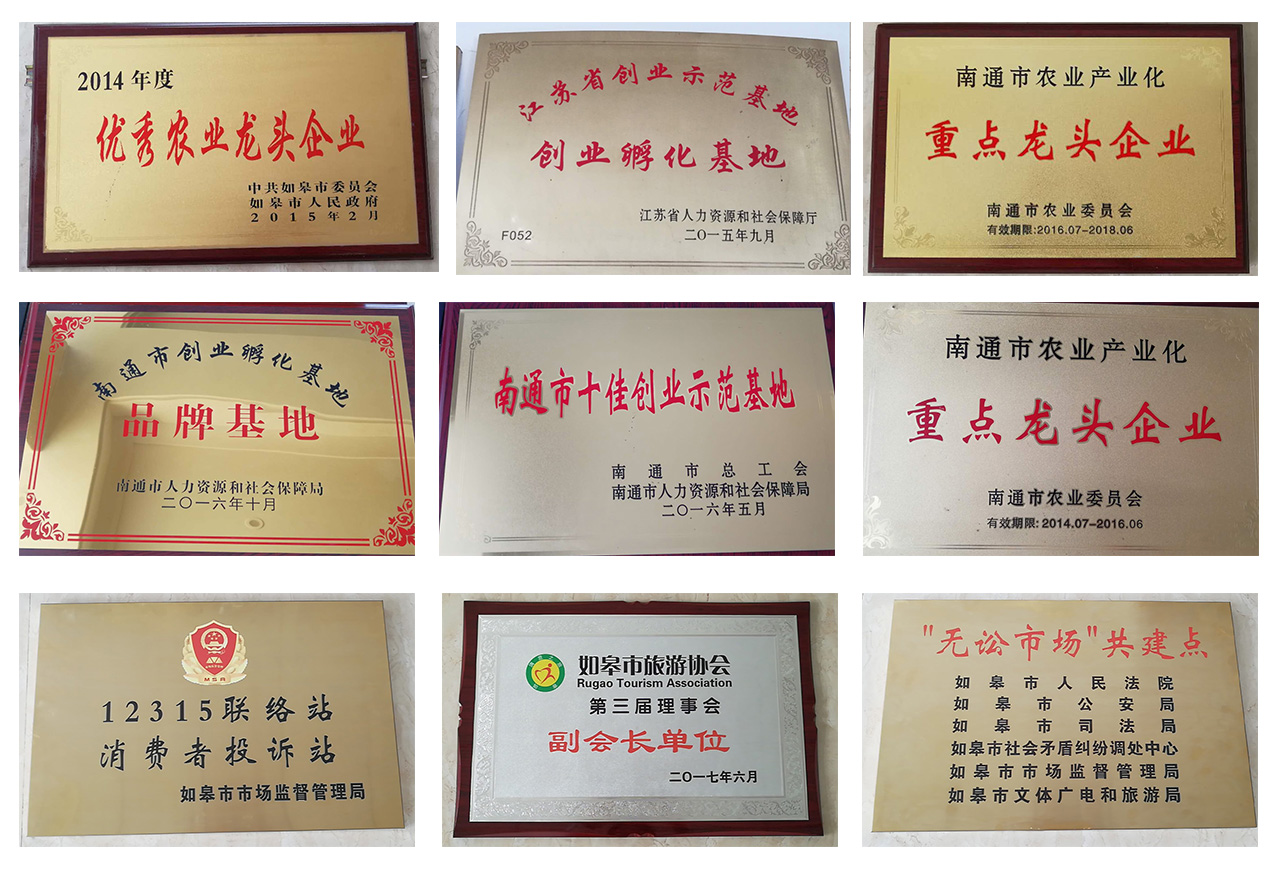 2014年度
优秀农业龙头企业
中共如皋市委员会
如皋市人民政府
2015年2月
江苏省创业示范基地
创业孵化基地
江苏省人力资源和社会保障厅
二〇一五年九月
F052
南通市农业产业化
重点龙头企业
南通市农业委员会
有效期限:2016.07-2018.06
南通市创业孵化基地
品牌基地
南通市人力资源和社会保障局
二〇一六年十月
南通市十佳创业示范基地
南通市总工会
南通市人力资源和社会保障局
二〇一六年五月
南通市农业产业化
重点龙头企业
南通市农业委员会
有效期限:2014.07-2016.06
MSA
12315联络站
消费者投诉站
如皋市市场监督管理局
如皋市旅游协会
Rugao Tourism Association
第三届理事会
副会长单位
二〇一七年六月
"无讼市场"共建点
如皋市人民法院
如皋市公安局
如皋市司法局
如皋市社会矛盾纠纷调处中心
如皋市市场监督管理局
如皋市文体广电和旅游局